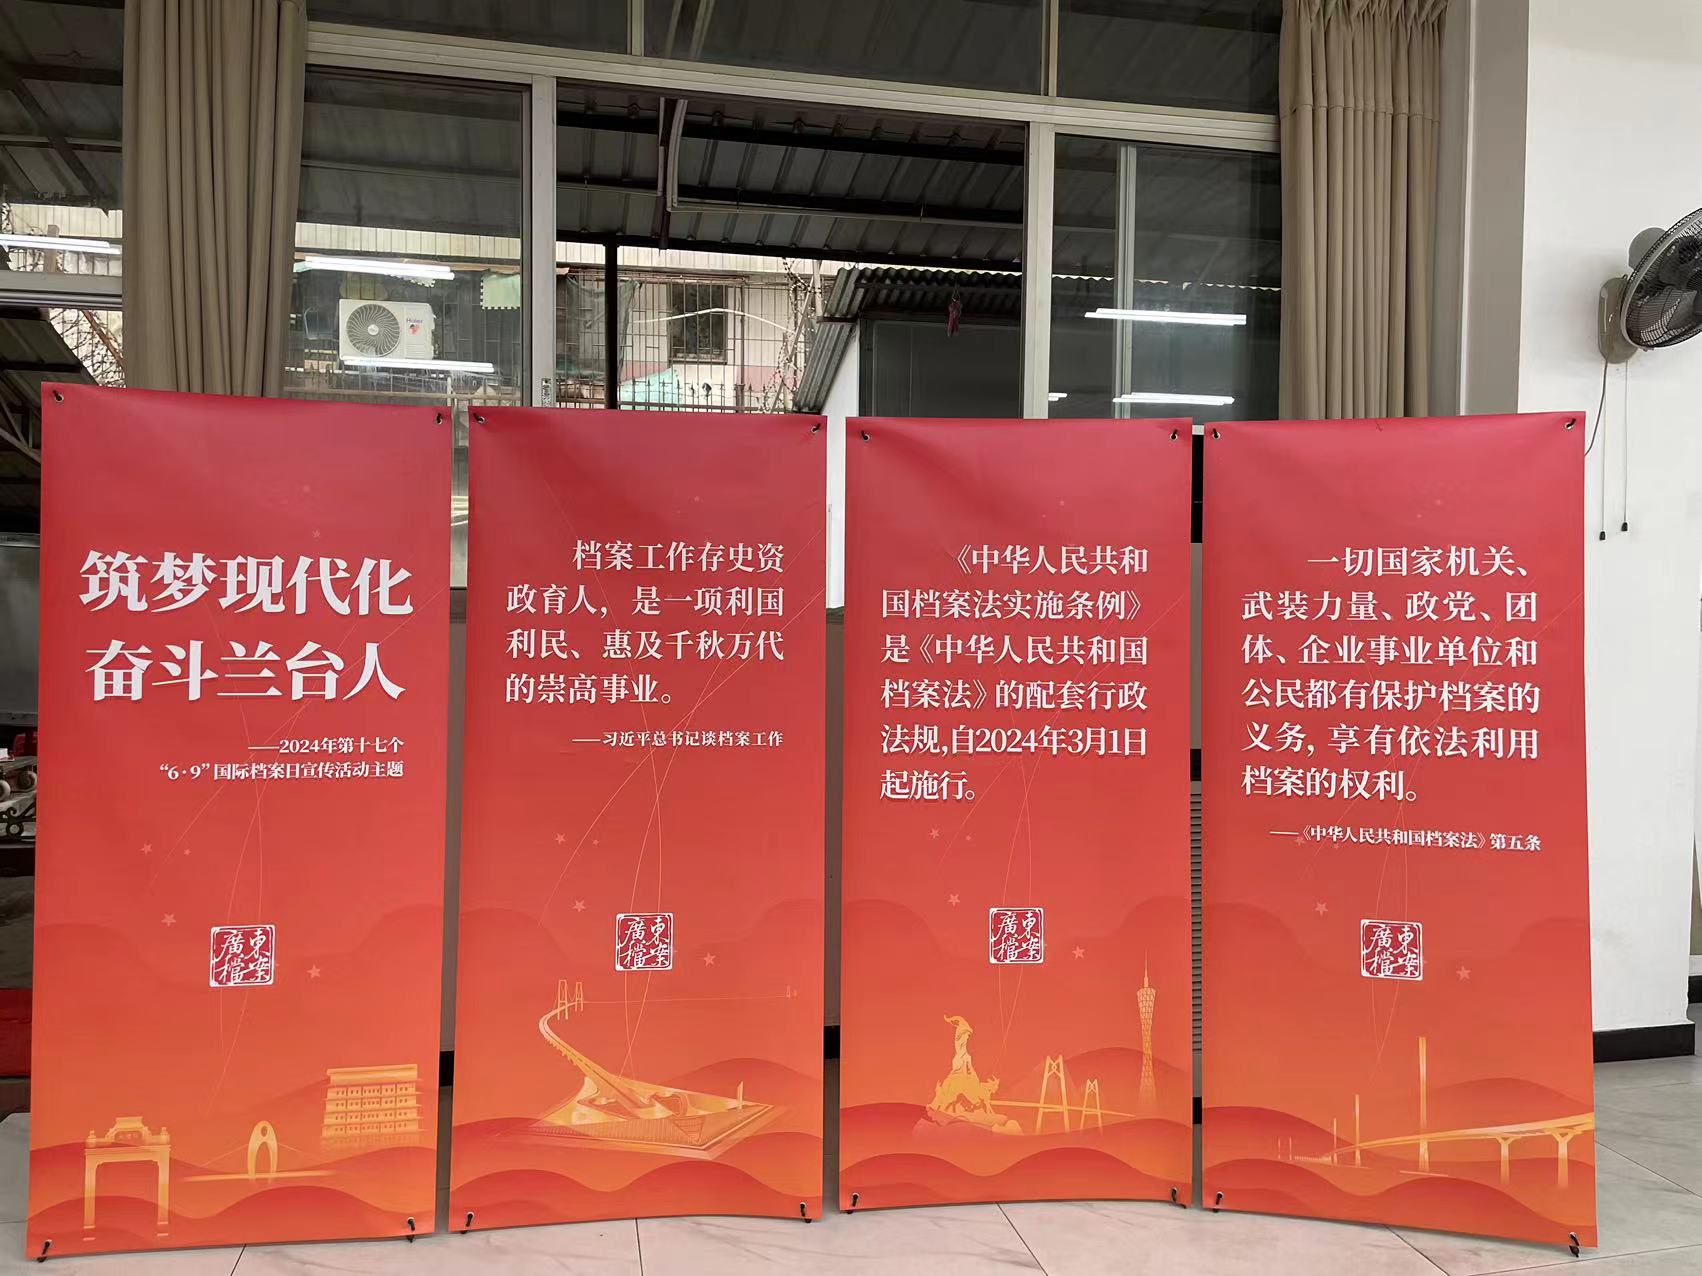 Haier
筑梦现代化
奋斗兰台人
——2024年第十七个
“6·9”国际档案日宣传活动主题
廣東
檔案
档案工作存史资
政育人，是一项利国
利民、惠及千秋万代
的崇高事业。
——习近平总书记谈档案工作
廣東
檔案
《中华人民共和
国档案法实施条例》
是《中华人民共和国
档案法》的配套行政
法规,自2024年3月1日
起施行。
廣東
檔案
一切国家机关、
武装力量、政党、团
体、企业事业单位和
公民都有保护档案的
义务,享有依法利用
档案的权利。
——《中华人民共和国档案法》第五条
廣東
檔案